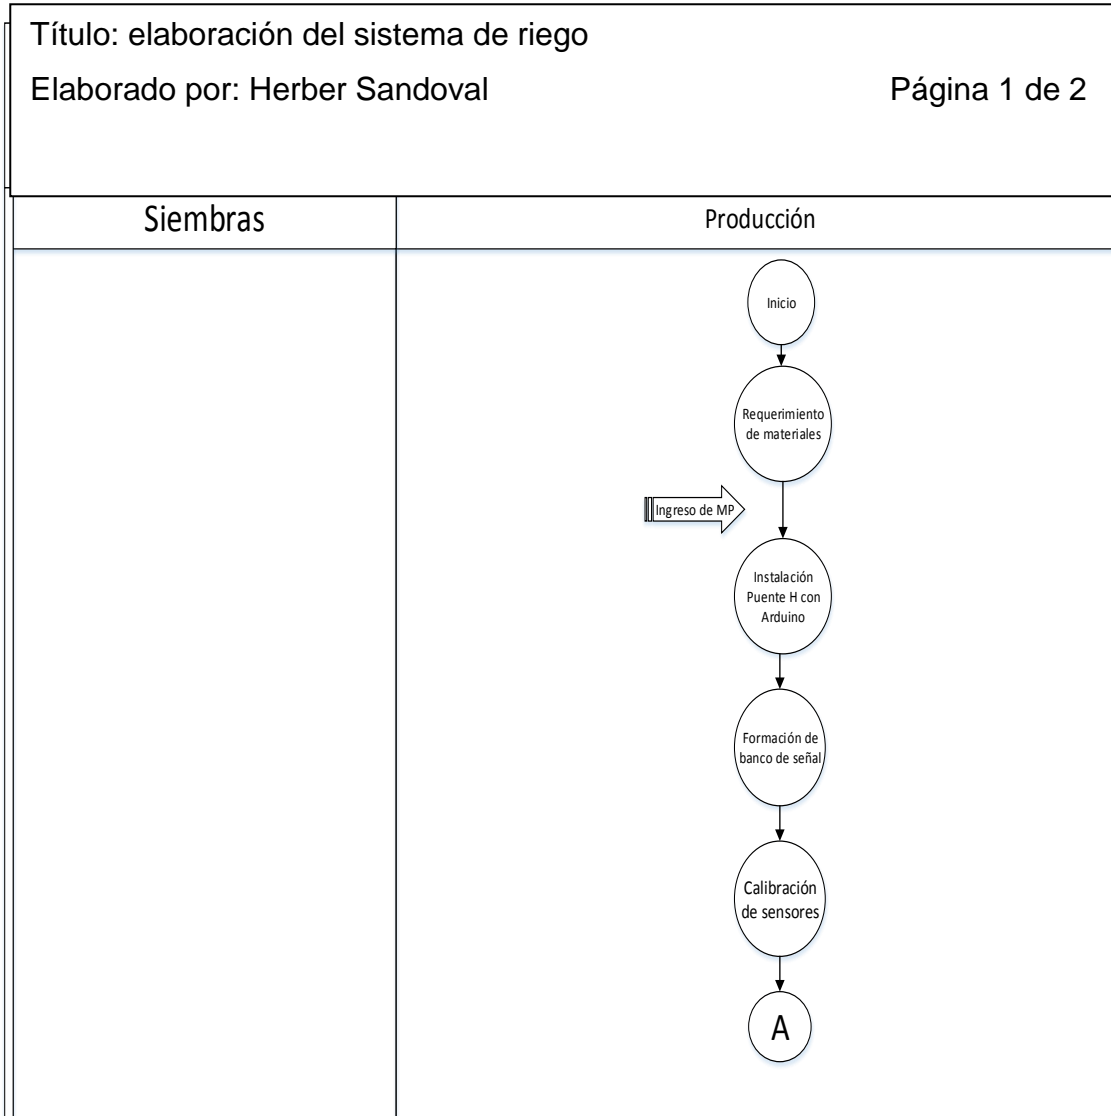 Título: elaboración del sistema de riego
Elaborado por: Herber Sandoval Página 1 de 2
Siembras Producción
Inicio
Requerimiento
de materiales
Ingreso de MP
Instalación
Puente H con
Arduino
Formación de
banco de señal
Calibración
de sensores
A